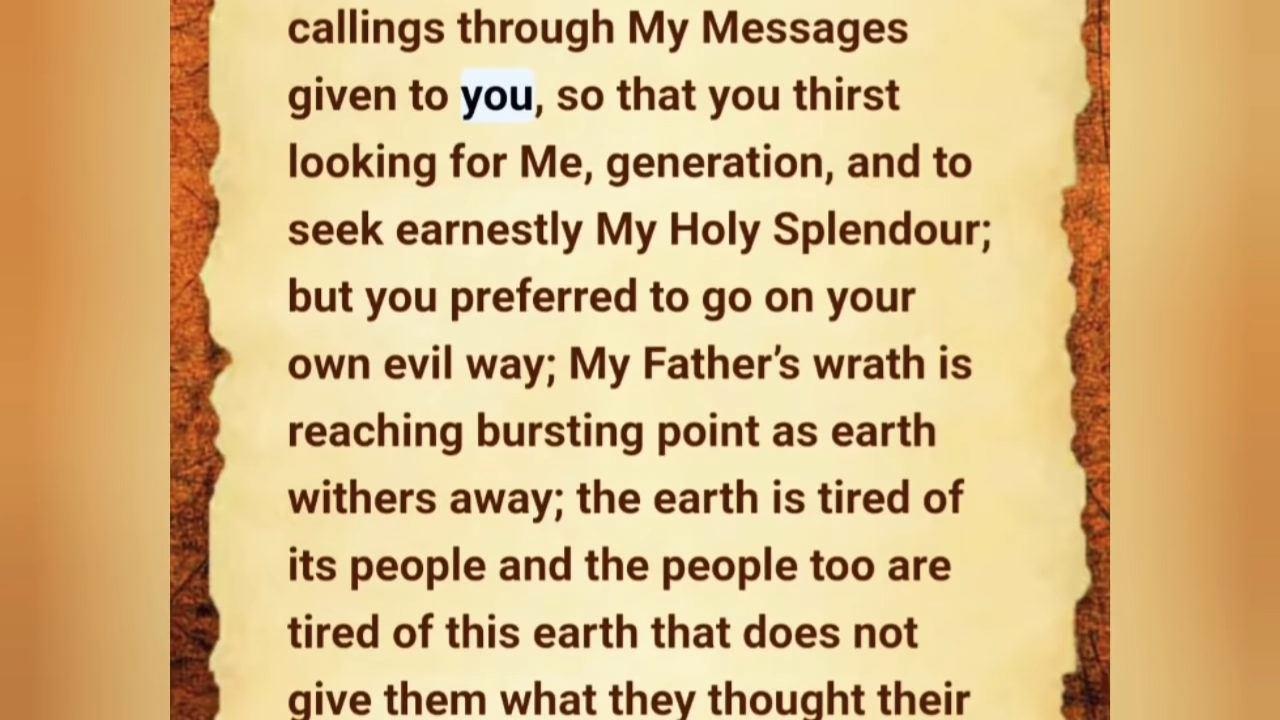 callings through My Messages
given to you, so that you thirst
looking for Me, generation, and to
seek earnestly My Holy Splendour;
but you preferred to go on your
own evil way; My Father’s wrath is
reaching bursting point as earth
withers away; the earth is tired of
its people and the people too are
tired of this earth that does not
give them what they thought their